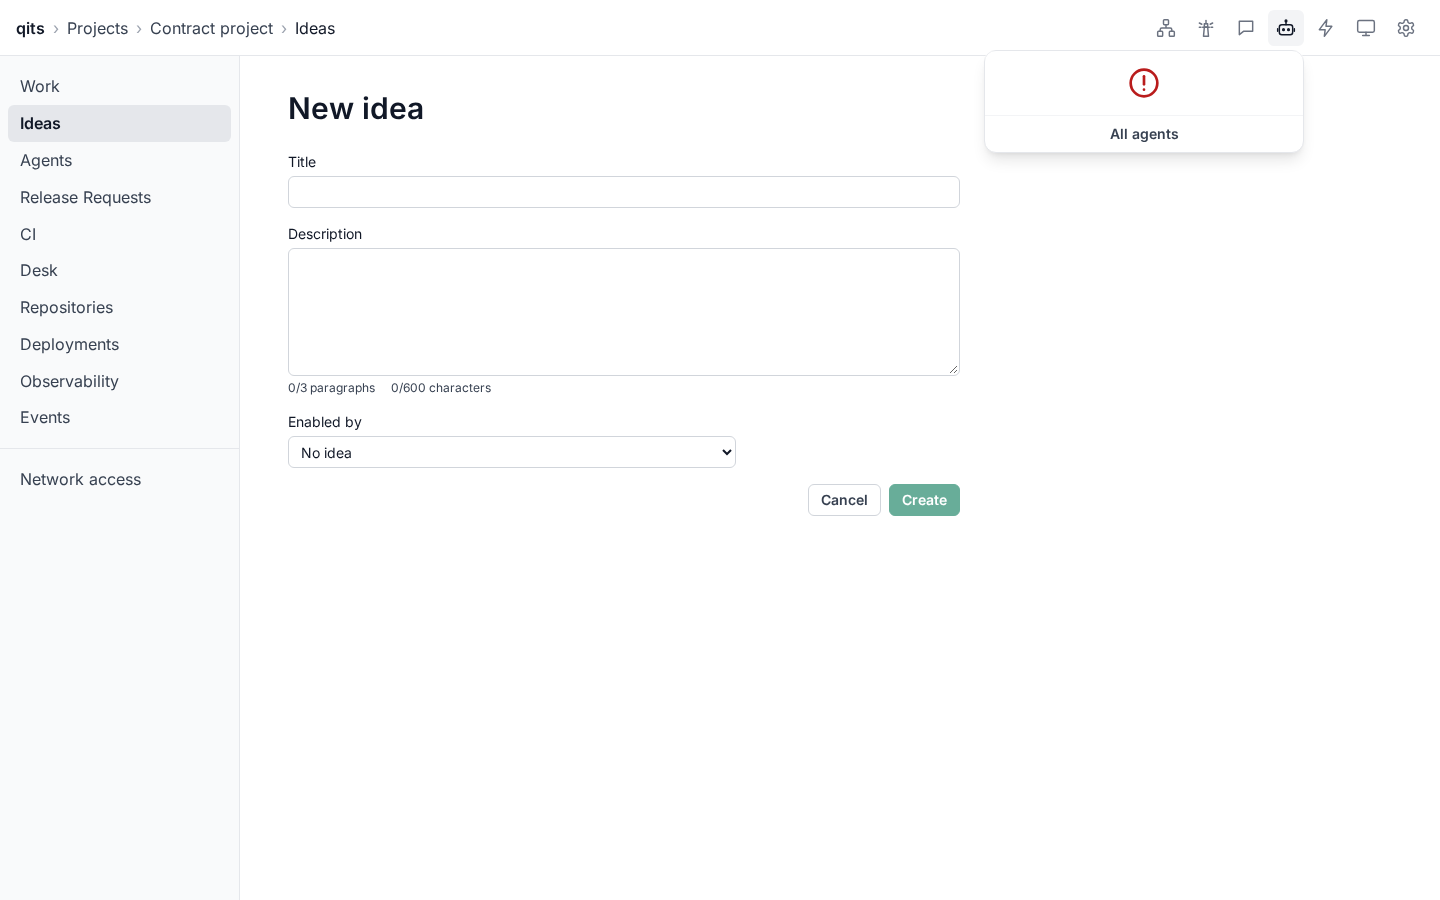 qits › Projects › Contract project › Ideas
Work
Ideas
Agents
Release Requests
CI
Desk
Repositories
Deployments
Observability
Events
Network access
All agents
New idea
Title
Description
0/3 paragraphs 0/600 characters
Enabled by
No idea
Cancel Create